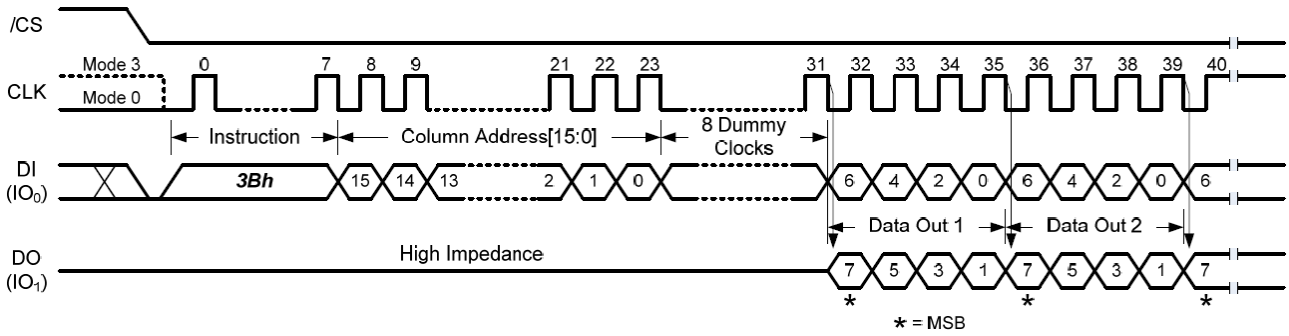 /CS
Mode 3 0 7 8 9 21 22 23 31 32 33 34 35 36 37 38 39 40
CLK
Mode 0
Instruction Column Address[15:0] 8 Dummy
Clocks
DI
(IO0)
3Bh 15 14 13 2 1 0 6 4 2 0 6 4 2 0 6
Data Out 1 Data Out 2
DO
(IO1)
High Impedance
7 5 3 1 7 5 3 1 7
* * *
* = MSB